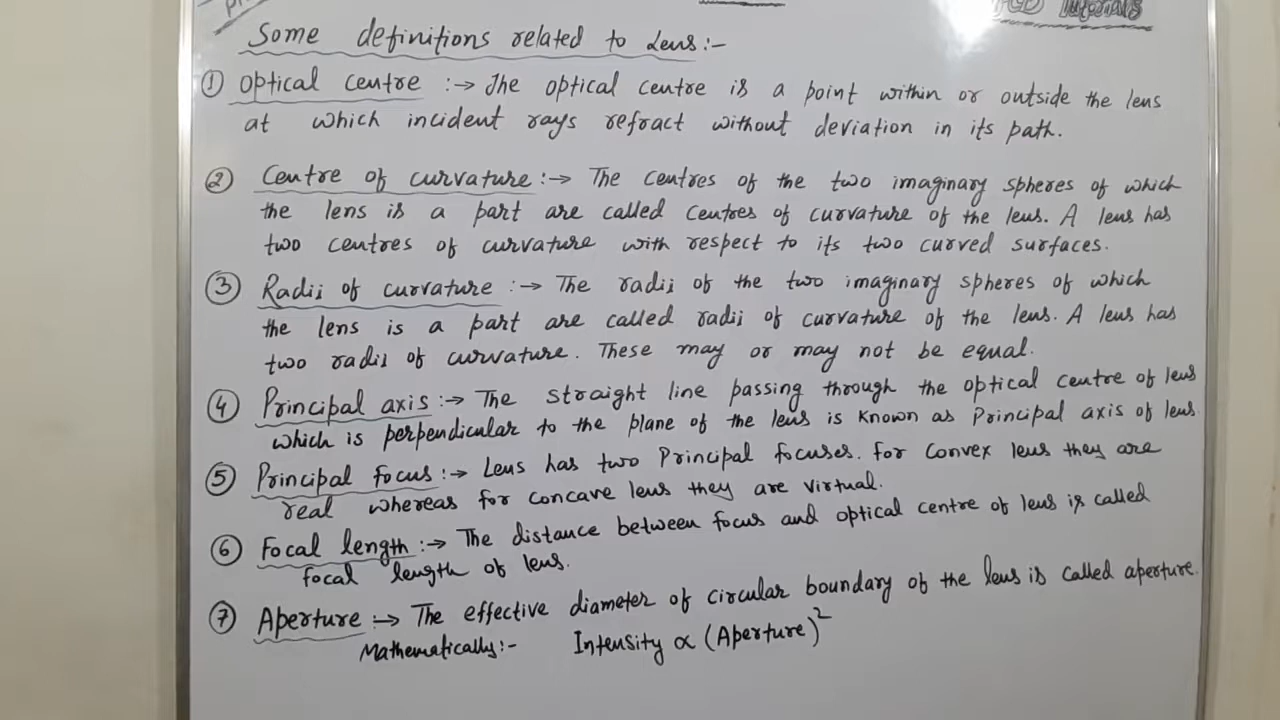 Some definitions related to Lens:-
① Optical centre :→ The optical centre is a point within or outside the lens
at which incident rays refract without deviation in its path.
② Centre of curvature :→ The centres of the two imaginary spheres of which
the lens is a part are called centres of curvature of the lens. A lens has
two centres of curvature with respect to its two curved surfaces.
③ Radii of curvature :→ The radii of the two imaginary spheres of which
the lens is a part are called radii of curvature of the lens. A lens has
two radii of curvature. These may or may not be equal.
④ Principal axis :→ The straight line passing through the optical centre of lens
which is perpendicular to the plane of the lens is known as Principal axis of lens.
⑤ Principal focus :→ Lens has two Principal focuses. For convex lens they are
real whereas for concave lens they are virtual.
⑥ Focal length :→ The distance between focus and optical centre of lens is called
focal length of lens.
⑦ Aperture :→ The effective diameter of circular boundary of the lens is called aperture.
Mathematically:- Intensity ∝ (Aperture)²